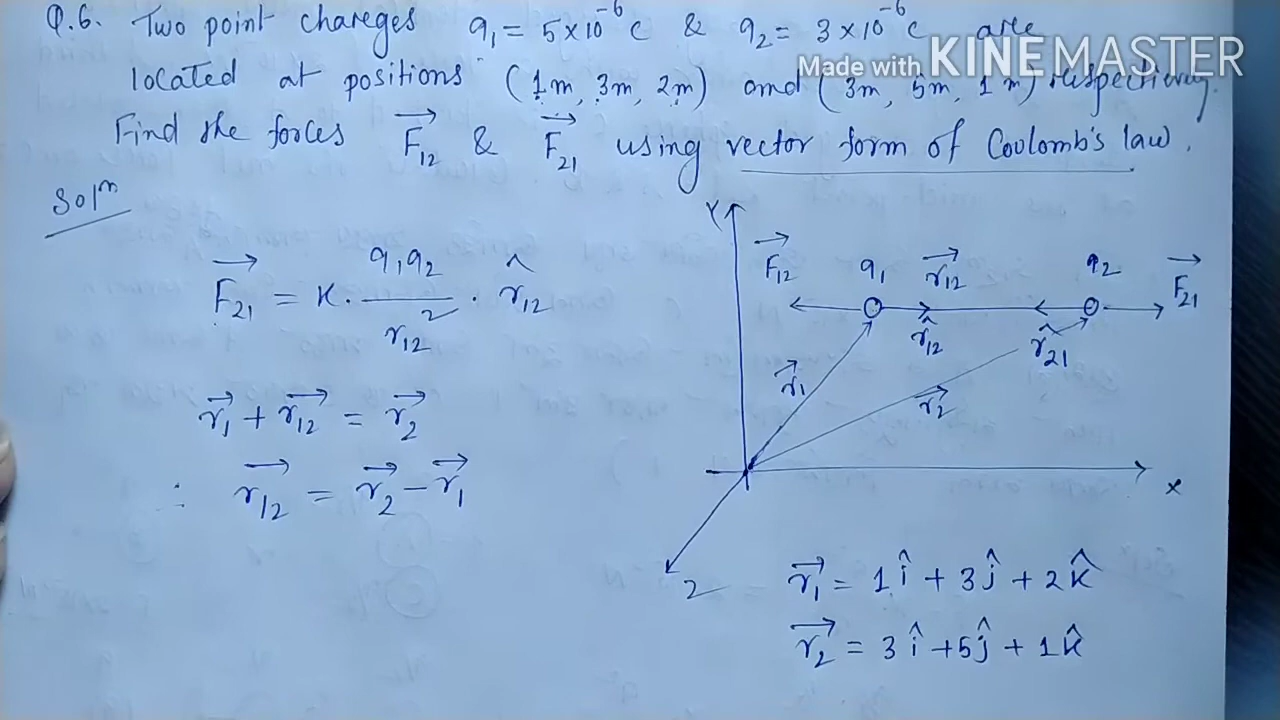 Q.6. Two point chareges q₁ = 5×10⁻⁶ c & q₂ = 3×10⁻⁶ c are
Made with KINEMASTER
located at positions (1m, 3m, 2m) and (3m, 5m, 1m) respectively.
Find the forces F₁₂→ & F₂₁→ using vector form of Coulomb's law.
Solⁿ
F₂₁→ = K · q₁q₂ / r₁₂² · r̂₁₂
r₁→ + r₁₂→ = r₂→
∴ r₁₂→ = r₂→ − r₁→
Y
F₁₂→ q₁ r₁₂→ q₂ F₂₁→
r̂₁₂ r̂₂₁
r₁→ r₂→
x
Z
r₁→ = 1î + 3ĵ + 2k̂
r₂→ = 3î + 5ĵ + 1k̂